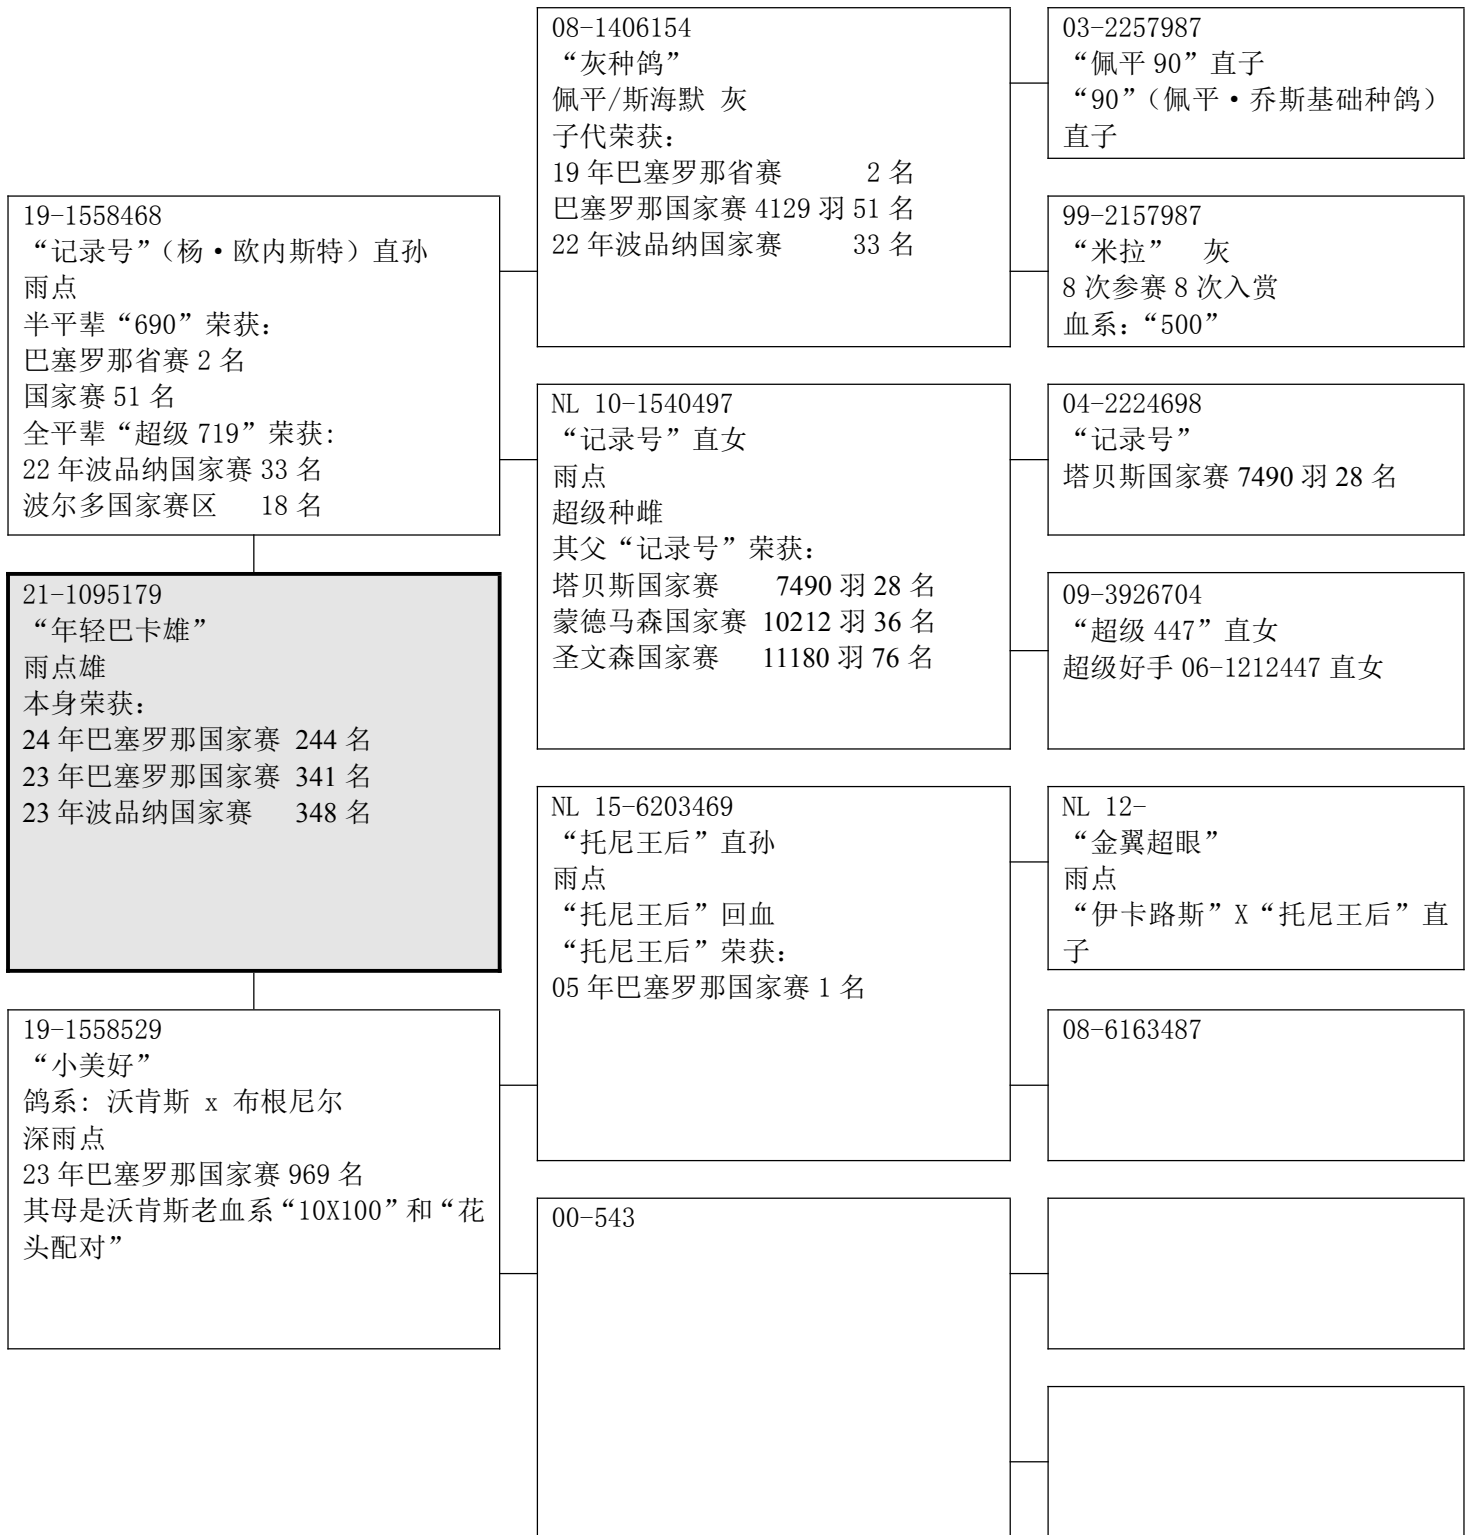 19-1558468
“记录号”（杨·欧内斯特）直孙
雨点
半平辈“690”荣获：
巴塞罗那省赛 2 名
国家赛 51 名
全平辈“超级 719”荣获:
22 年波品纳国家赛 33 名
波尔多国家赛区 18 名
21-1095179
“年轻巴卡雄”
雨点雄
本身荣获：
24 年巴塞罗那国家赛 244 名
23 年巴塞罗那国家赛 341 名
23 年波品纳国家赛 348 名
19-1558529
“小美好”
鸽系: 沃肯斯 x 布根尼尔
深雨点
23 年巴塞罗那国家赛 969 名
其母是沃肯斯老血系“10X100”和“花
头配对”
08-1406154
“灰种鸽”
佩平/斯海默 灰
子代荣获：
19 年巴塞罗那省赛 2 名
巴塞罗那国家赛 4129 羽 51 名
22 年波品纳国家赛 33 名
NL 10-1540497
“记录号”直女
雨点
超级种雌
其父“记录号”荣获：
塔贝斯国家赛 7490 羽 28 名
蒙德马森国家赛 10212 羽 36 名
圣文森国家赛 11180 羽 76 名
NL 15-6203469
“托尼王后”直孙
雨点
“托尼王后”回血
“托尼王后”荣获：
05 年巴塞罗那国家赛 1 名
00-543
03-2257987
“佩平 90”直子
“90”（佩平·乔斯基础种鸽）
直子
99-2157987
“米拉” 灰
8 次参赛 8 次入赏
血系：“500”
04-2224698
“记录号”
塔贝斯国家赛 7490 羽 28 名
09-3926704
“超级 447”直女
超级好手 06-1212447 直女
NL 12-
“金翼超眼”
雨点
“伊卡路斯”X“托尼王后”直
子
08-6163487